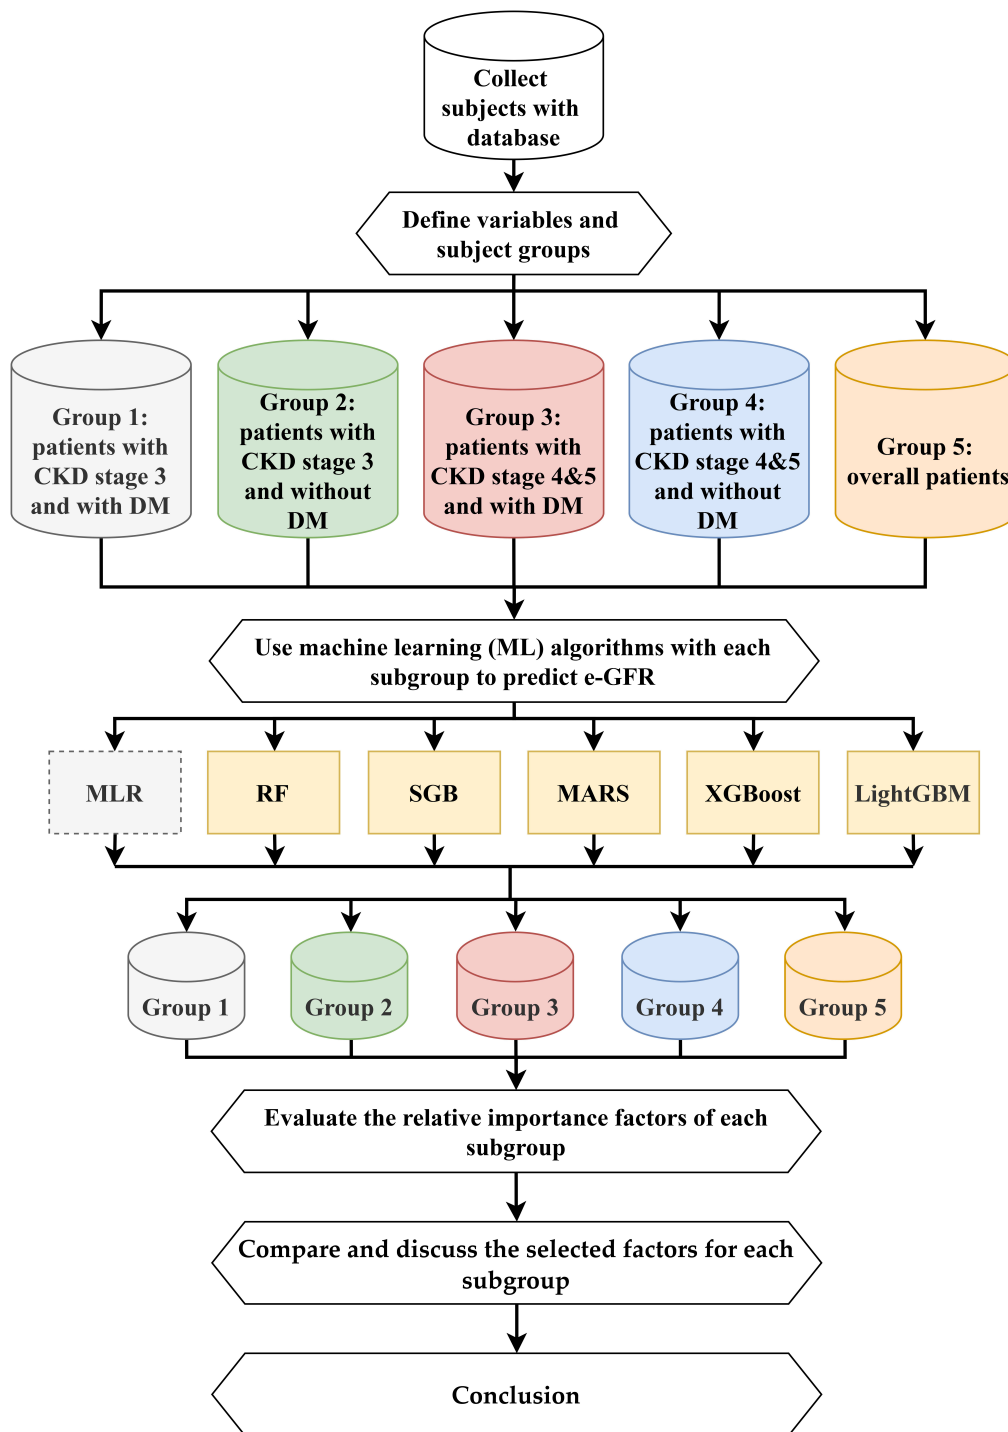 Collect
subjects with
database
Define variables and
subject groups
Group 1:
patients with
CKD stage 3
and with DM
Group 2:
patients with
CKD stage 3
and without
DM
Group 3:
patients with
CKD stage 4&5
and with DM
Group 4:
patients with
CKD stage 4&5
and without
DM
Group 5:
overall patients
Use machine learning (ML) algorithms with each
subgroup to predict e-GFR
MLR
RF
SGB
MARS
XGBoost
LightGBM
Group 1
Group 2
Group 3
Group 4
Group 5
Evaluate the relative importance factors of each
subgroup
Compare and discuss the selected factors for each
subgroup
Conclusion